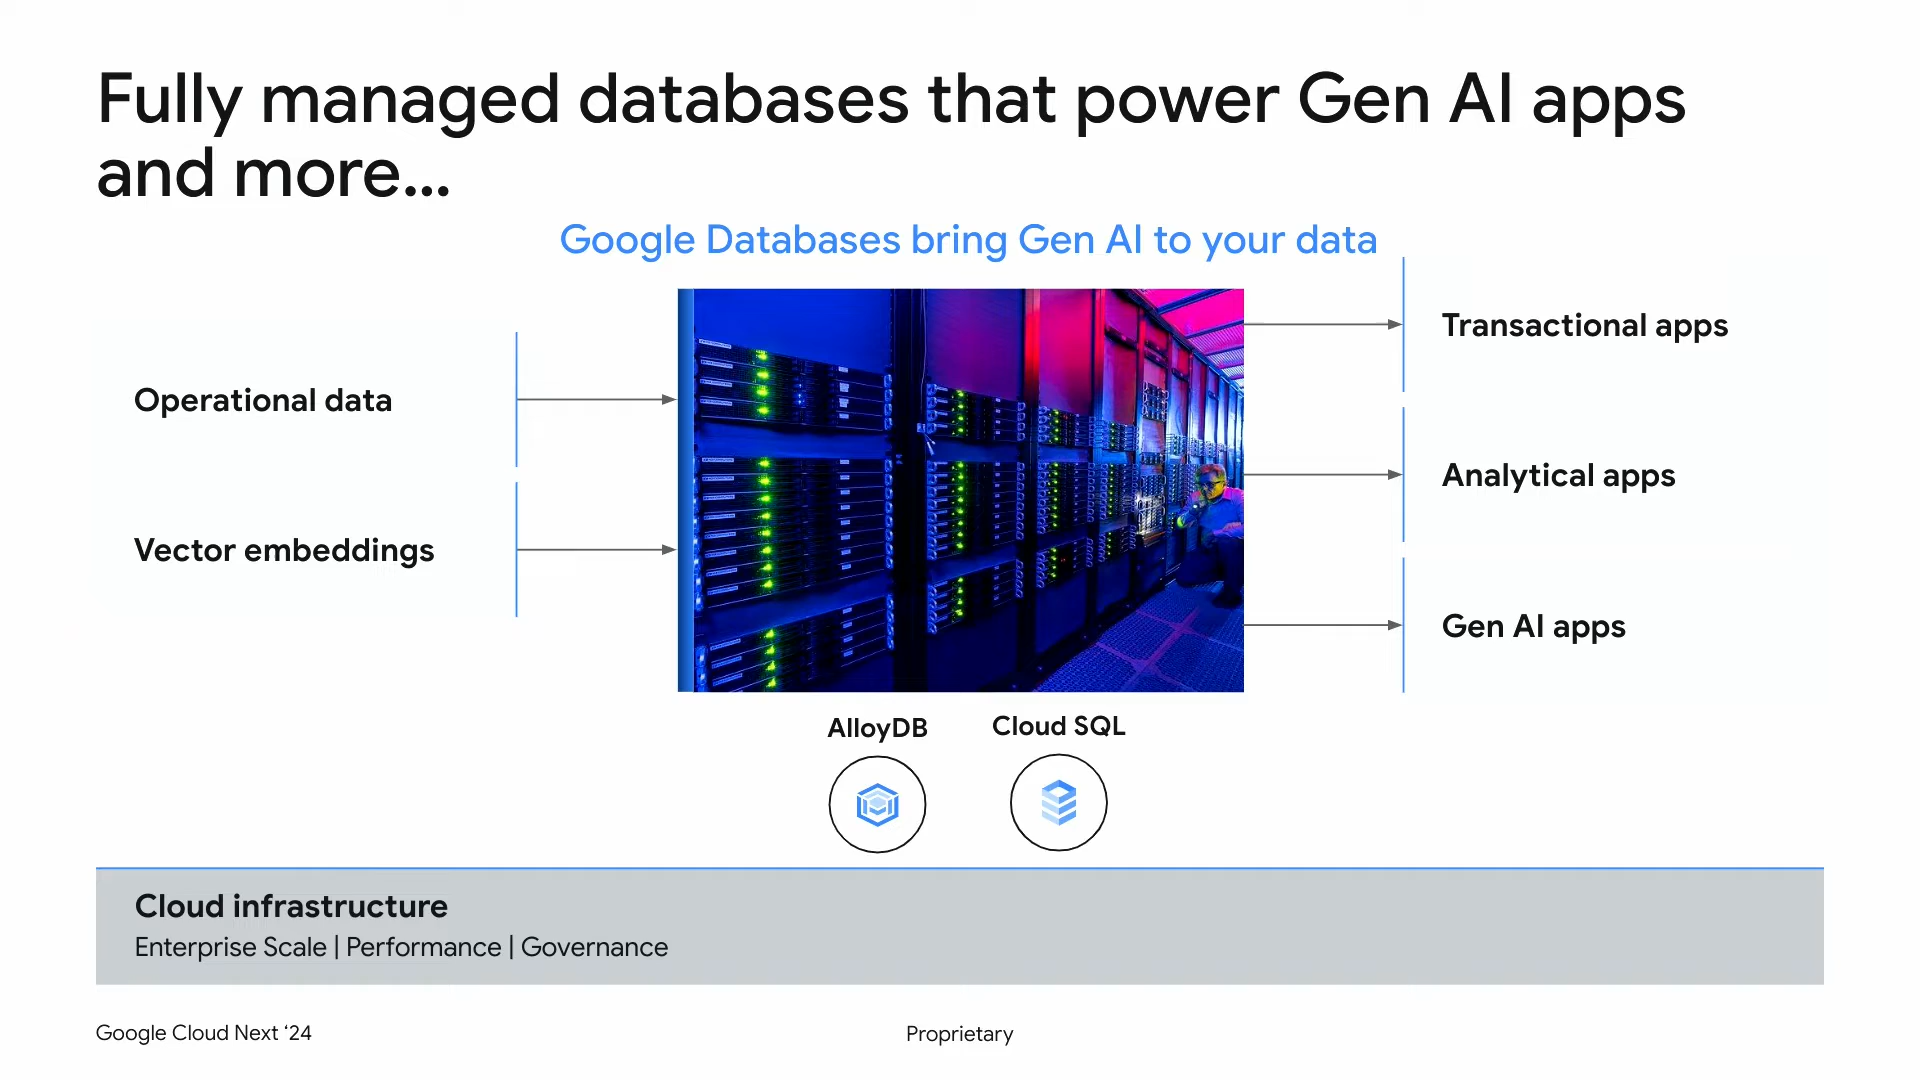 Fully managed databases that power Gen AI apps
and more...
Google Databases bring Gen AI to your data
Operational data
Vector embeddings
Transactional apps
Analytical apps
Gen AI apps
AlloyDB
Cloud SQL
Cloud infrastructure
Enterprise Scale | Performance | Governance
Google Cloud Next ‘24
Proprietary